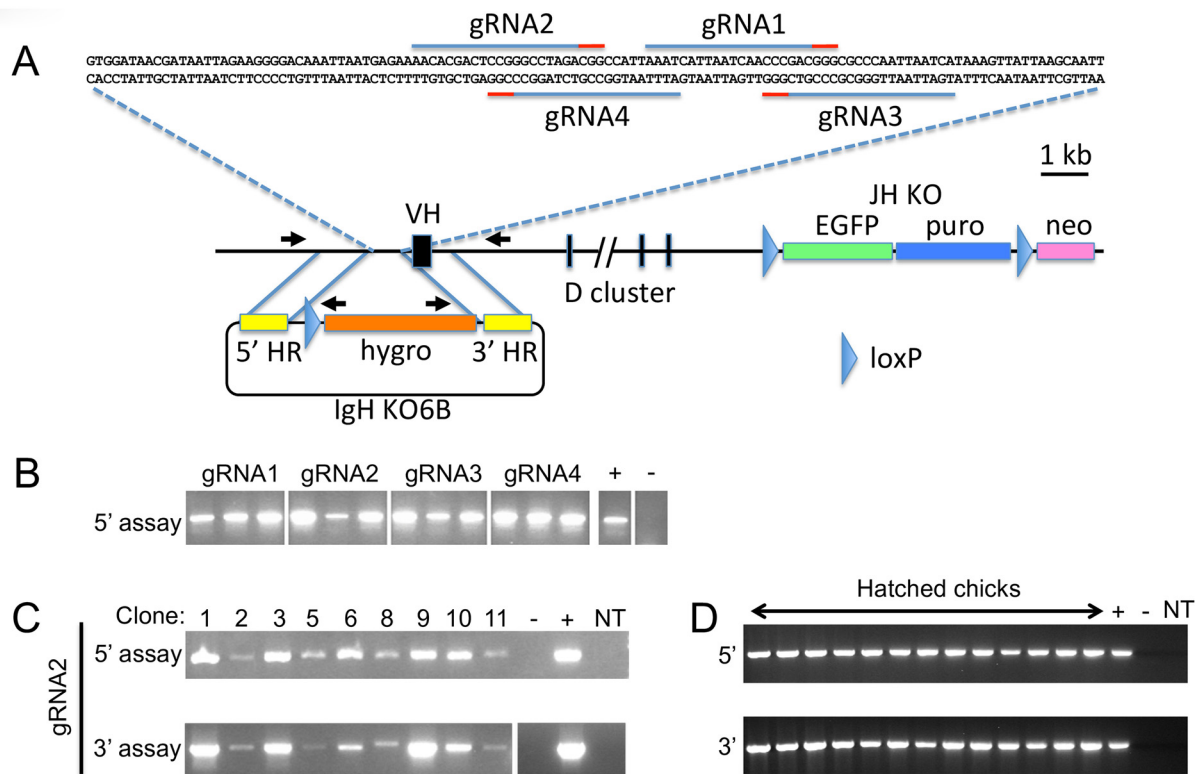 gRNA2 gRNA1
A
GTGGATAACGATAATTAGAAGGGGACAAATTAATGAGAAAACACGACTCCGGGCCTAGACGGCCATTAAATCATTAATCAACCCGACGGGCGCCCAATTAATCATAAAGTTATTAAGCAATT
CACCTATTGCTATTAATCTTCCCCTGTTTAATTACTCTTTTGTGCTGAGGCCCGGATCTGCCGGTAATTTAGTAATTAGTTGGGCTGCCCGCGGGTTAATTAGTATTTCAATAATTCGTTAA
gRNA4 gRNA3
1 kb
JH KO
VH EGFP puro neo
// D cluster
5’ HR hygro 3’ HR
loxP
IgH KO6B
B
gRNA1 gRNA2 gRNA3 gRNA4 + -
5’ assay
C
Clone: 1 2 3 5 6 8 9 10 11 - + NT
gRNA2
5’ assay
3’ assay
D
Hatched chicks + - NT
5’
3’